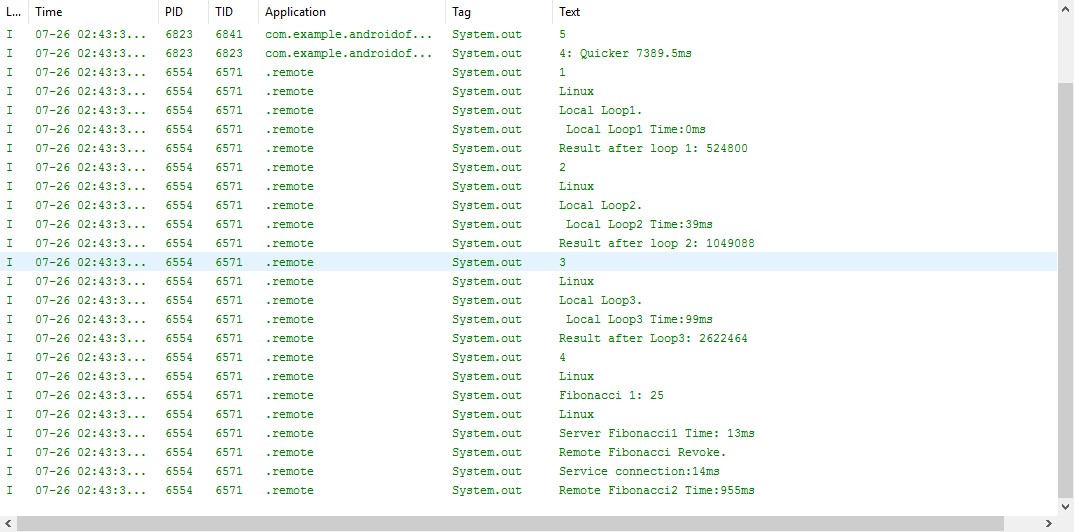 L... Time PID TID Application Tag Text
I 07-26 02:43:3... 6823 6841 com.example.androidof... System.out 5
I 07-26 02:43:3... 6823 6823 com.example.androidof... System.out 4: Quicker 7389.5ms
I 07-26 02:43:3... 6554 6571 .remote System.out 1
I 07-26 02:43:3... 6554 6571 .remote System.out Linux
I 07-26 02:43:3... 6554 6571 .remote System.out Local Loop1.
I 07-26 02:43:3... 6554 6571 .remote System.out Local Loop1 Time:0ms
I 07-26 02:43:3... 6554 6571 .remote System.out Result after loop 1: 524800
I 07-26 02:43:3... 6554 6571 .remote System.out 2
I 07-26 02:43:3... 6554 6571 .remote System.out Linux
I 07-26 02:43:3... 6554 6571 .remote System.out Local Loop2.
I 07-26 02:43:3... 6554 6571 .remote System.out Local Loop2 Time:39ms
I 07-26 02:43:3... 6554 6571 .remote System.out Result after loop 2: 1049088
I 07-26 02:43:3... 6554 6571 .remote System.out 3
I 07-26 02:43:3... 6554 6571 .remote System.out Linux
I 07-26 02:43:3... 6554 6571 .remote System.out Local Loop3.
I 07-26 02:43:3... 6554 6571 .remote System.out Local Loop3 Time:99ms
I 07-26 02:43:3... 6554 6571 .remote System.out Result after Loop3: 2622464
I 07-26 02:43:3... 6554 6571 .remote System.out 4
I 07-26 02:43:3... 6554 6571 .remote System.out Linux
I 07-26 02:43:3... 6554 6571 .remote System.out Fibonacci 1: 25
I 07-26 02:43:3... 6554 6571 .remote System.out Linux
I 07-26 02:43:3... 6554 6571 .remote System.out Server Fibonacci1 Time: 13ms
I 07-26 02:43:3... 6554 6571 .remote System.out Remote Fibonacci Revoke.
I 07-26 02:43:3... 6554 6571 .remote System.out Service connection:14ms
I 07-26 02:43:3... 6554 6571 .remote System.out Remote Fibonacci2 Time:955ms